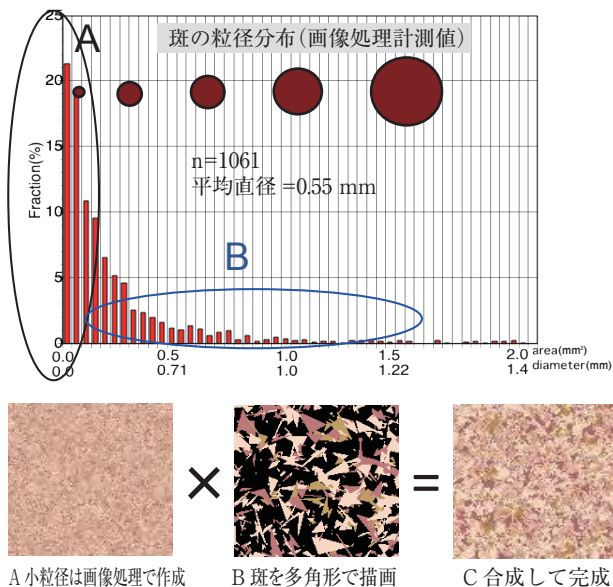 斑の粒径分布（画像処理計測値）
A
25
20
15
10
5
0
Fraction(%)
n=1061
平均直径 =0.55 mm
B
0.0 0.5 1.0 1.5 2.0 area(mm²)
0.0 0.71 1.0 1.22 1.4 diameter(mm)
× =
A 小粒径は画像処理で作成 B 斑を多角形で描画 C 合成して完成